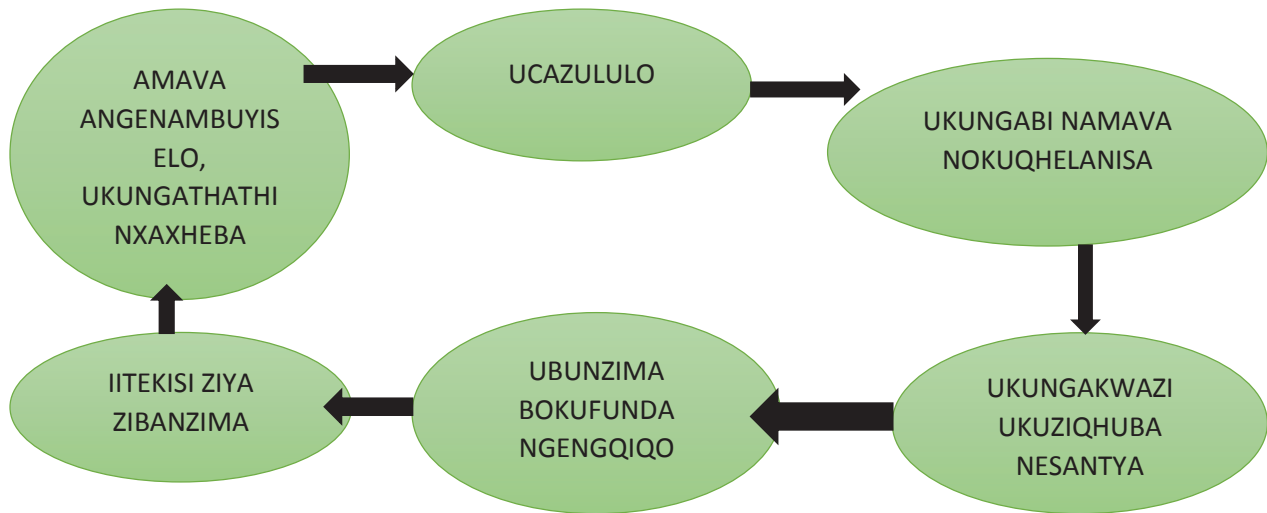 AMAVA
ANGENAMBUYIS
ELO,
UKUNGATHATHI
NXAXHEBA
UCAZULULO
UKUNGABI NAMAVA
NOKUQHELANISA
UKUNGAKWAZI
UKUZIQHUBA
NESANTYA
UBUNZIMA
BOKUFUNDA
NGENGQIQO
IITEKISI ZIYA
ZIBANZIMA